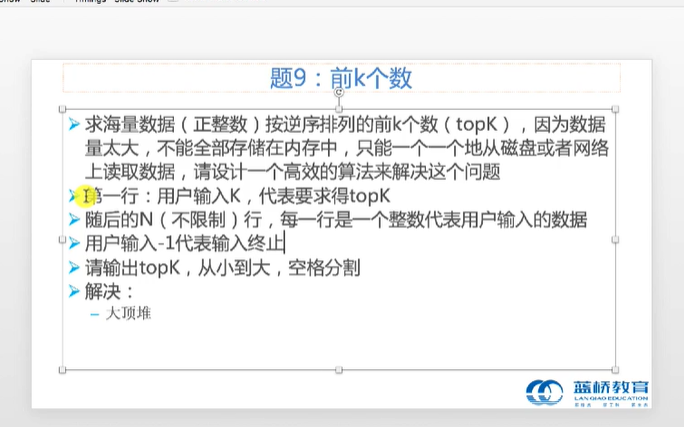 题9：前k个数
求海量数据（正整数）按逆序排列的前k个数（topK），因为数据
量太大，不能全部存储在内存中，只能一个一个地从磁盘或者网络
上读取数据，请设计一个高效的算法来解决这个问题
第一行：用户输入K，代表要求得topK
随后的N（不限制）行，每一行是一个整数代表用户输入的数据
用户输入-1代表输入终止
请输出topK，从小到大，空格分割
解决：
– 大顶堆
蓝桥教育
LAN QIAO EDUCATION